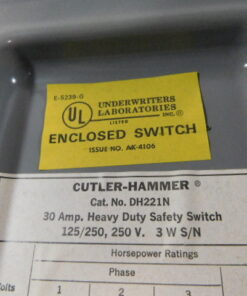 E-5239-G
UNDERWRITERS
LABORATORIES
INC.®
UL
LISTED
ENCLOSED SWITCH
ISSUE NO. AK-4106
CUTLER-HAMMER ®
Cat. No. DH221N
30 Amp. Heavy Duty Safety Switch
125/250, 250 V. 3 W S/N
Horsepower Ratings
Phase
olts 1 2 3